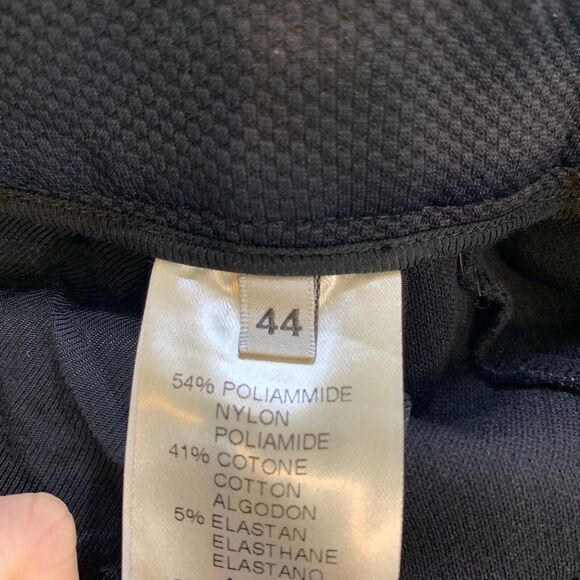 44
54% POLIAMMIDE
NYLON
POLIAMIDE
41% COTONE
COTTON
ALGODON
5% ELASTAN
ELASTHANE
ELASTANO